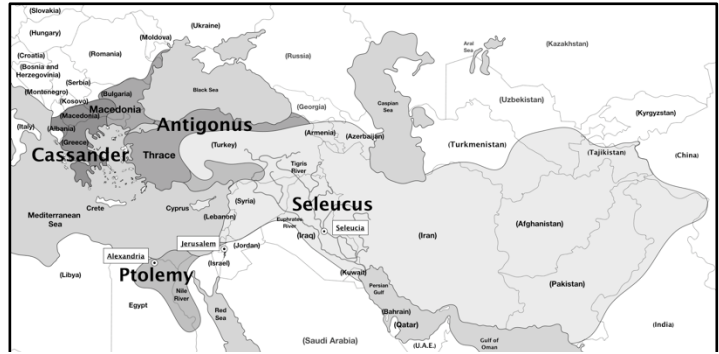 (Slovakia)
(Ukraine)
(Hungary)
(Moldova)
(Croatia)
(Romania)
(Russia)
Aral
Sea
(Kazakhstan)
(Bosnia and
Herzegovina)
(Serbia)
Black Sea
(Montenegro)
(Bulgaria)
Caspian
Sea
(Kosovo)
(Uzbekistan)
(Georgia)
(Kyrgyzstan)
Macedonia
(Macedonia)
(Italy)
(Albania)
Antigonus
(Armenia)
(Azerbaijan)
(Greece)
Cassander
Thrace
(Turkey)
(Turkmenistan)
(Tajikistan)
(China)
Tigris
River
Crete
Cyprus
(Syria)
Seleucus
Mediterranean
Sea
(Lebanon)
Euphrates
River
(Iraq)
Seleucia
(Iran)
(Afghanistan)
Jerusalem
(Jordan)
Alexandria
(Israel)
(Libya)
Ptolemy
(Kuwait)
(Pakistan)
Egypt
Nile
River
Persian
Gulf
Red
Sea
(Bahrain)
(Qatar)
(India)
(Saudi Arabia)
(U.A.E.)
Gulf of
Oman